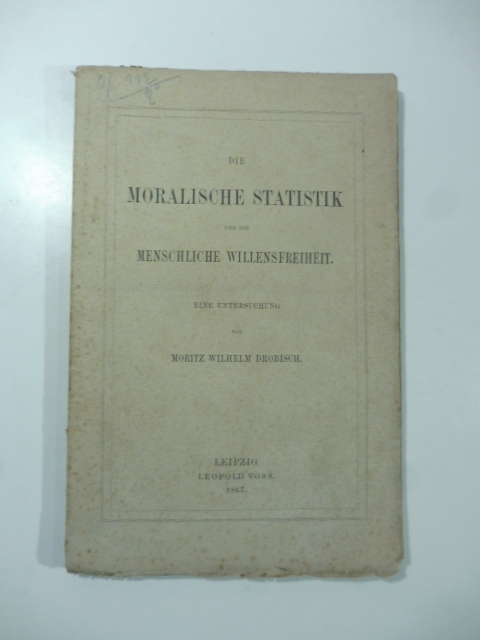 DIE
MORALISCHE STATISTIK
UND DIE
MENSCHLICHE WILLENSFREIHEIT.
EINE UNTERSUCHUNG
VON
MORITZ WILHELM DROBISCH.
LEIPZIG
LEOPOLD VOSS.
1867.